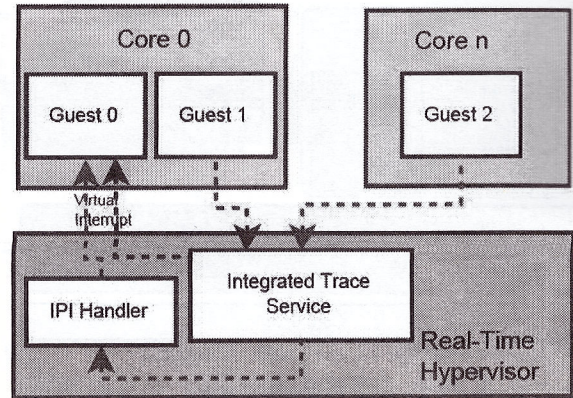 Core 0
Core n
Guest 0
Guest 1
Guest 2
Virtual
Interrupt
IPI Handler
Integrated Trace
Service
Real-Time
Hypervisor